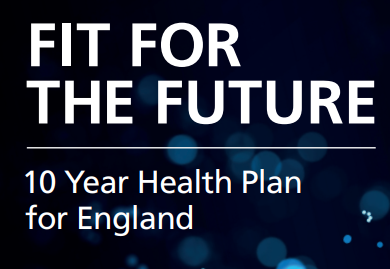 FIT FOR
THE FUTURE
10 Year Health Plan
for England